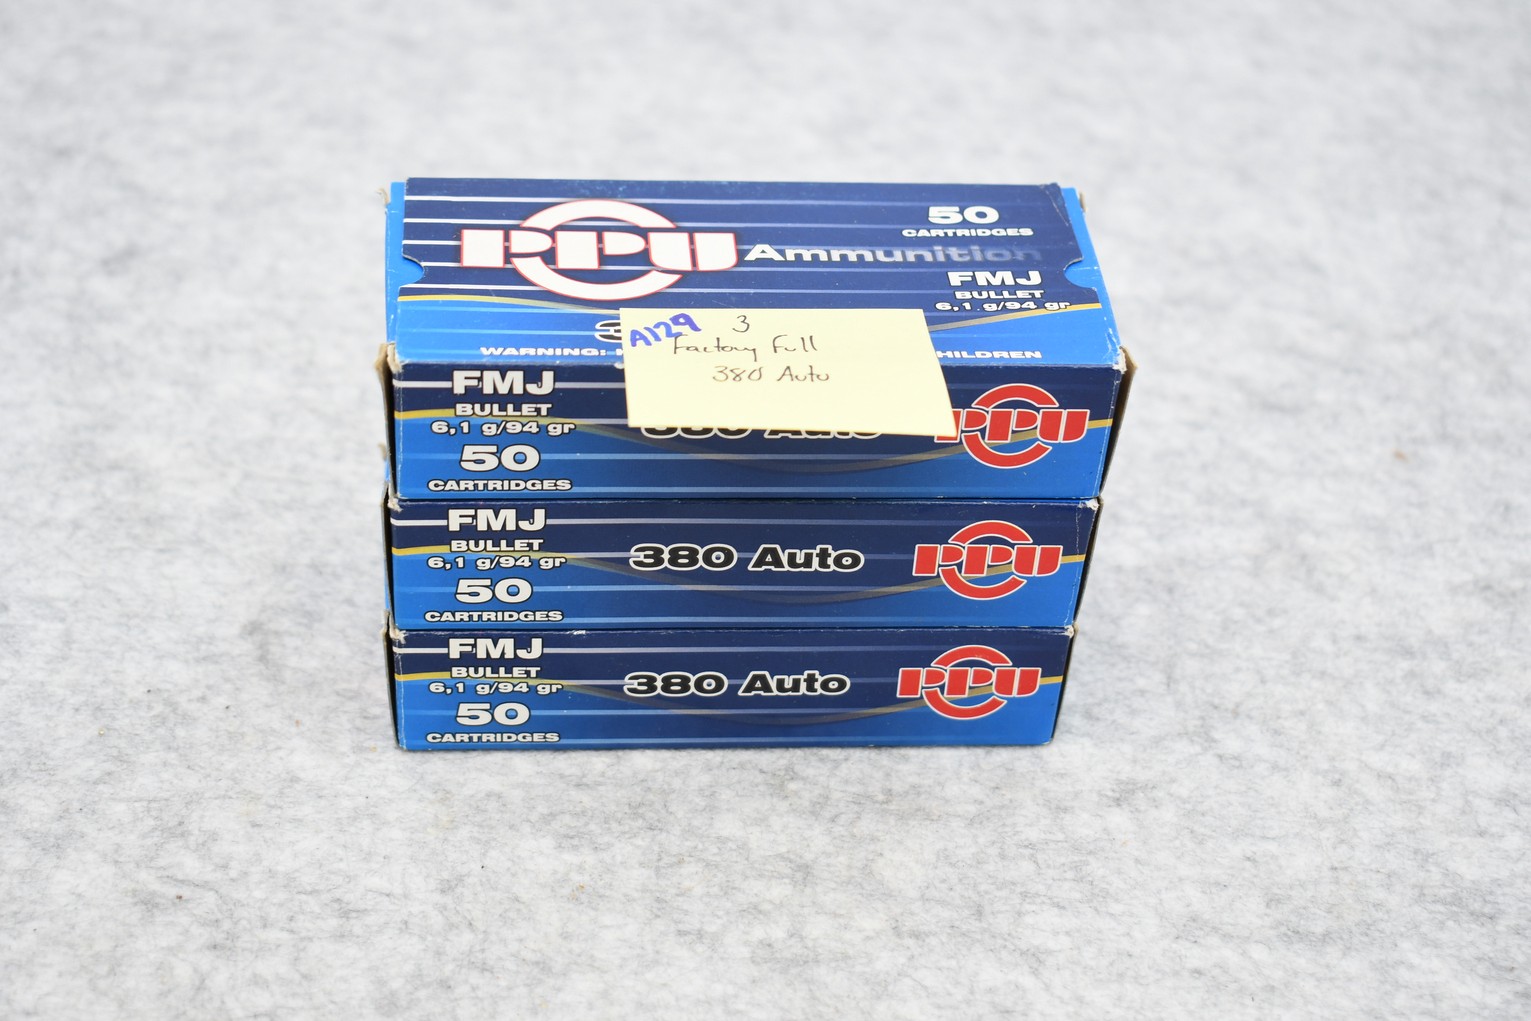 PPU Ammunition
50
CARTRIDGES
FMJ
BULLET
6,1 g/94 gr
WARNING:
A129
3
Factory Full
380 Auto
FMJ
BULLET
6,1 g/94 gr
50
CARTRIDGES
380 Auto
PPU
FMJ
BULLET
6,1 g/94 gr
50
CARTRIDGES
380 Auto
PPU
FMJ
BULLET
6,1 g/94 gr
50
CARTRIDGES
380 Auto
PPU